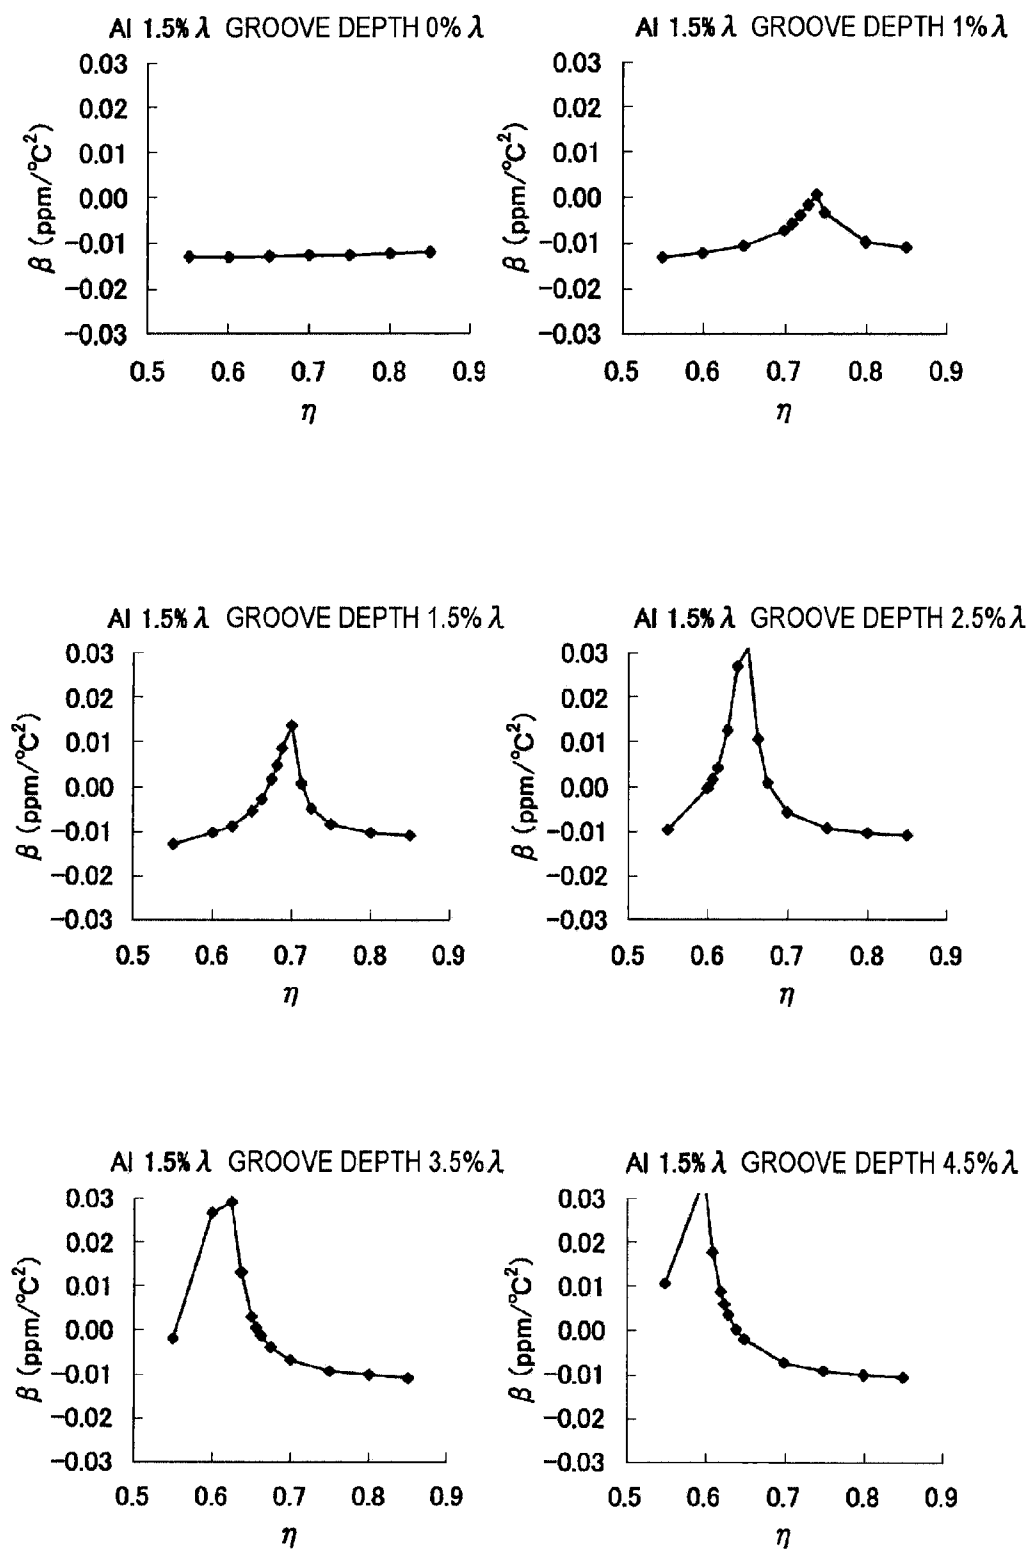 Al 1.5%λ GROOVE DEPTH 0%λ
0.03
0.02
0.01
0.00
−0.01
−0.02
−0.03
β (ppm/°C²)
0.5 0.6 0.7 0.8 0.9
η
Al 1.5%λ GROOVE DEPTH 1%λ
0.03
0.02
0.01
0.00
−0.01
−0.02
−0.03
β (ppm/°C²)
0.5 0.6 0.7 0.8 0.9
η
Al 1.5%λ GROOVE DEPTH 1.5%λ
0.03
0.02
0.01
0.00
−0.01
−0.02
−0.03
β (ppm/°C²)
0.5 0.6 0.7 0.8 0.9
η
Al 1.5%λ GROOVE DEPTH 2.5%λ
0.03
0.02
0.01
0.00
−0.01
−0.02
−0.03
β (ppm/°C²)
0.5 0.6 0.7 0.8 0.9
η
Al 1.5%λ GROOVE DEPTH 3.5%λ
0.03
0.02
0.01
0.00
−0.01
−0.02
−0.03
β (ppm/°C²)
0.5 0.6 0.7 0.8 0.9
η
Al 1.5%λ GROOVE DEPTH 4.5%λ
0.03
0.02
0.01
0.00
−0.01
−0.02
−0.03
β (ppm/°C²)
0.5 0.6 0.7 0.8 0.9
η